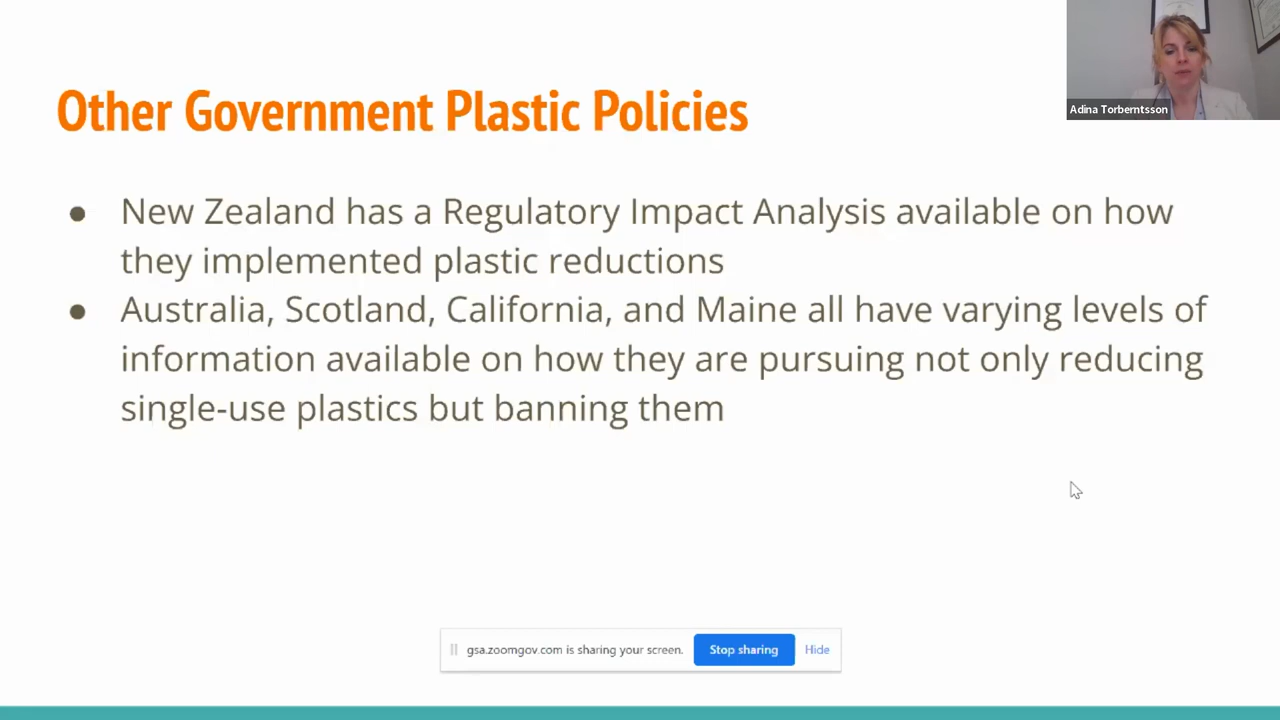 Other Government Plastic Policies
Adina Torberntsson
● New Zealand has a Regulatory Impact Analysis available on how
they implemented plastic reductions
● Australia, Scotland, California, and Maine all have varying levels of
information available on how they are pursuing not only reducing
single-use plastics but banning them
gsa.zoomgov.com is sharing your screen. Stop sharing Hide